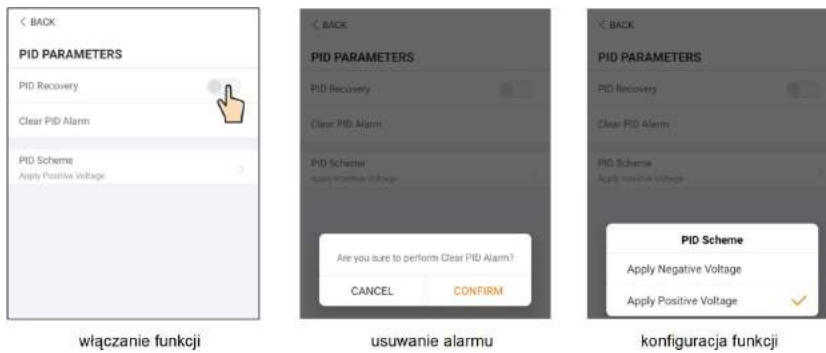 < BACK
PID PARAMETERS
PID Recovery
Clear PID Alarm
PID Scheme
Apply Positive Voltage
włączanie funkcji
< BACK
PID PARAMETERS
PID Recovery
Clear PID Alarm
PID Scheme
Apply Positive Voltage
Are you sure to perform Clear PID Alarm?
CANCEL
CONFIRM
usuwanie alarmu
< BACK
PID PARAMETERS
PID Recovery
Clear PID Alarm
PID Scheme
Apply Positive Voltage
PID Scheme
Apply Negative Voltage
Apply Positive Voltage
konfiguracja funkcji